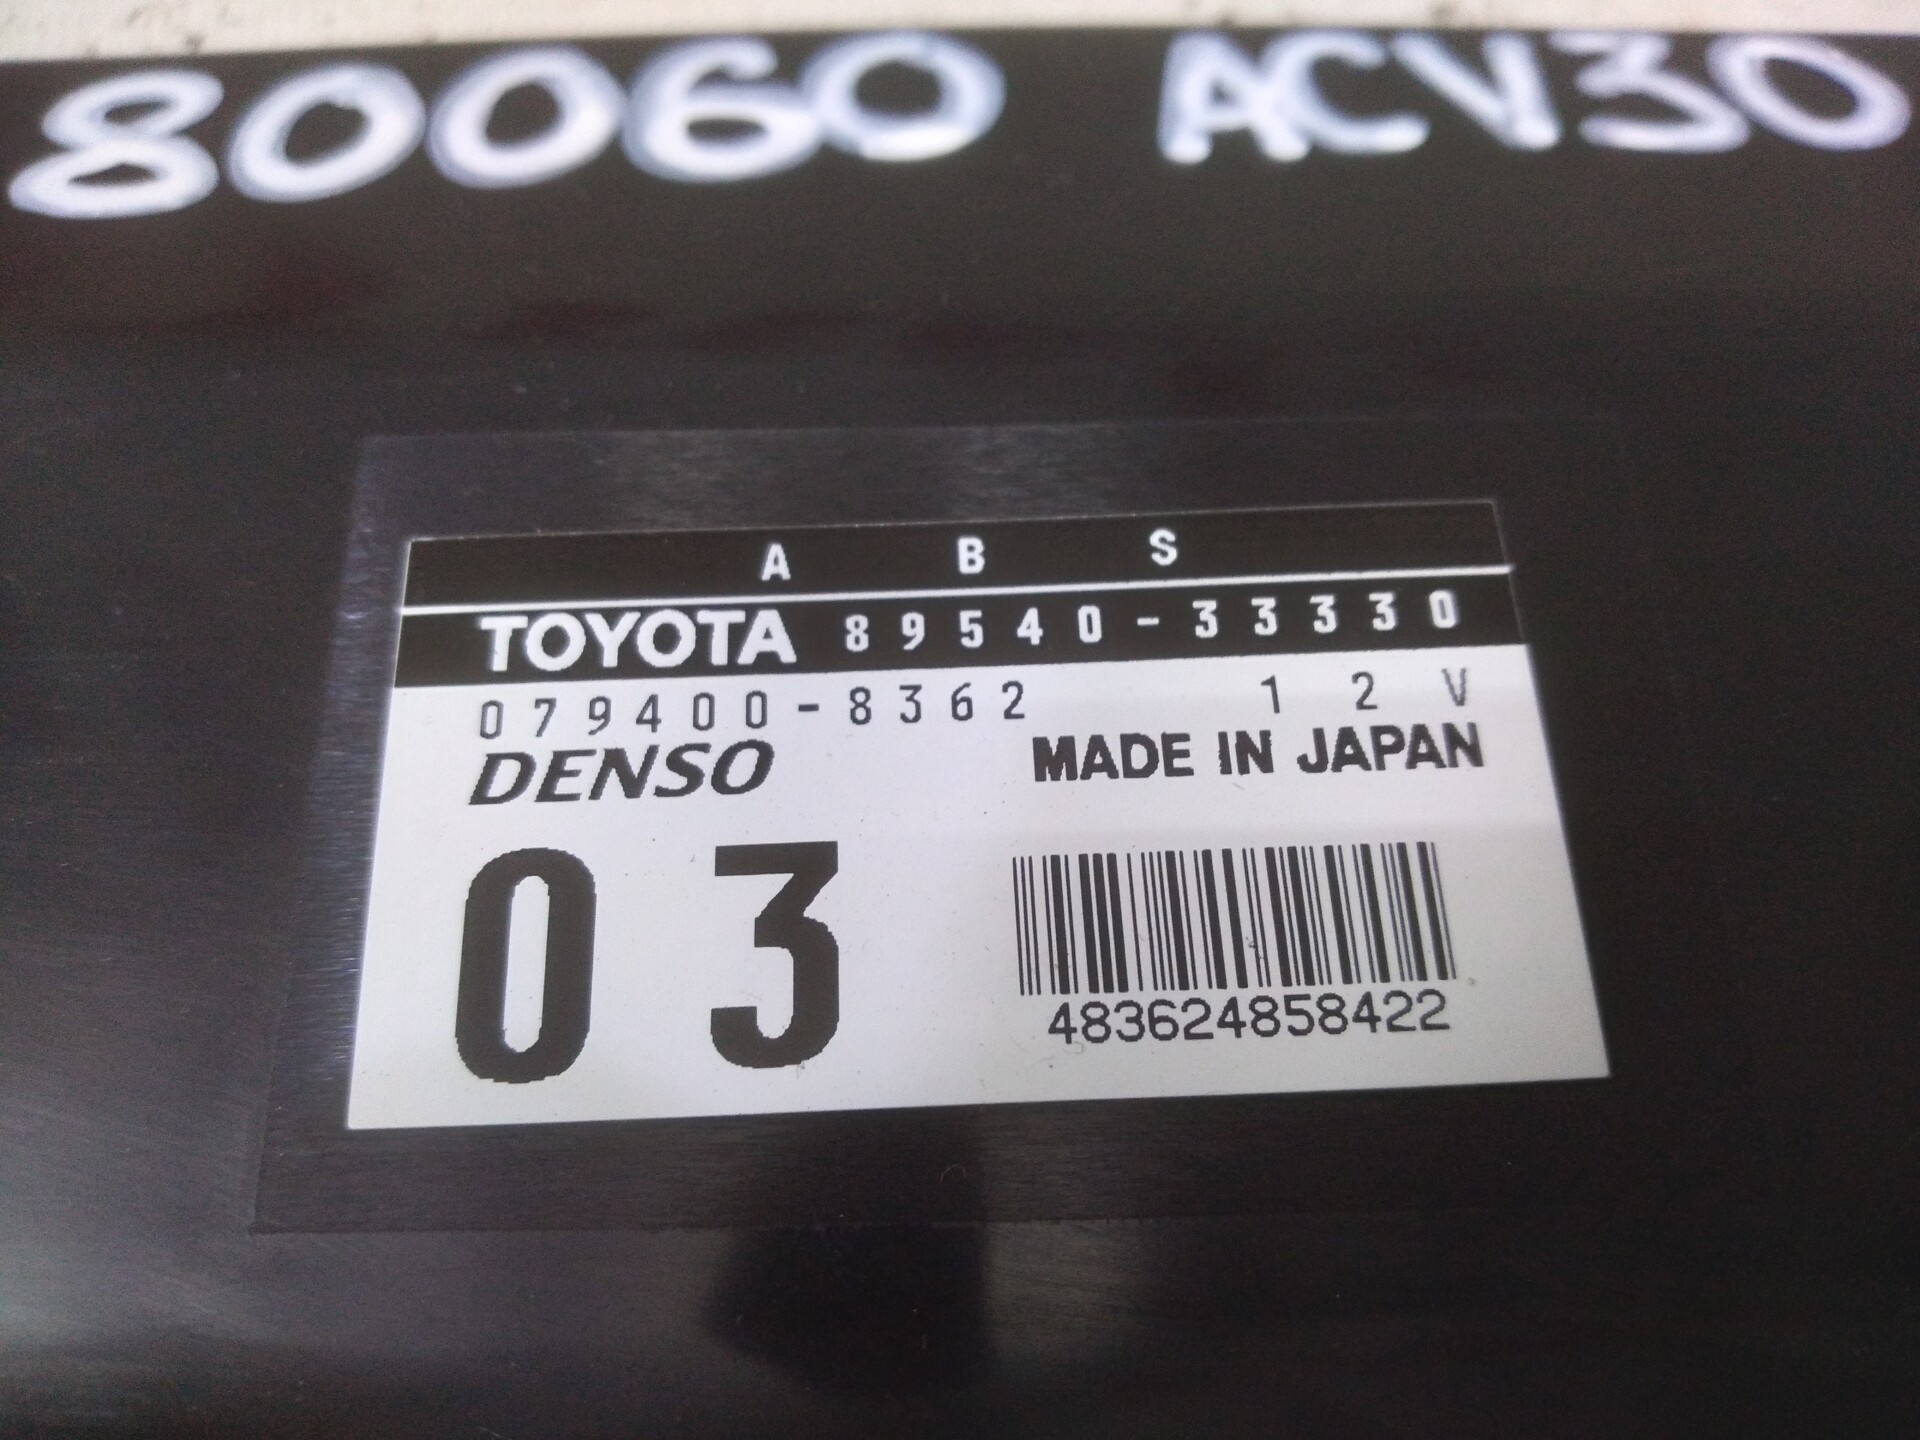 80060 ACV30
A B S
TOYOTA 89540-33330
079400-8362 12V
DENSO MADE IN JAPAN
03
483624858422